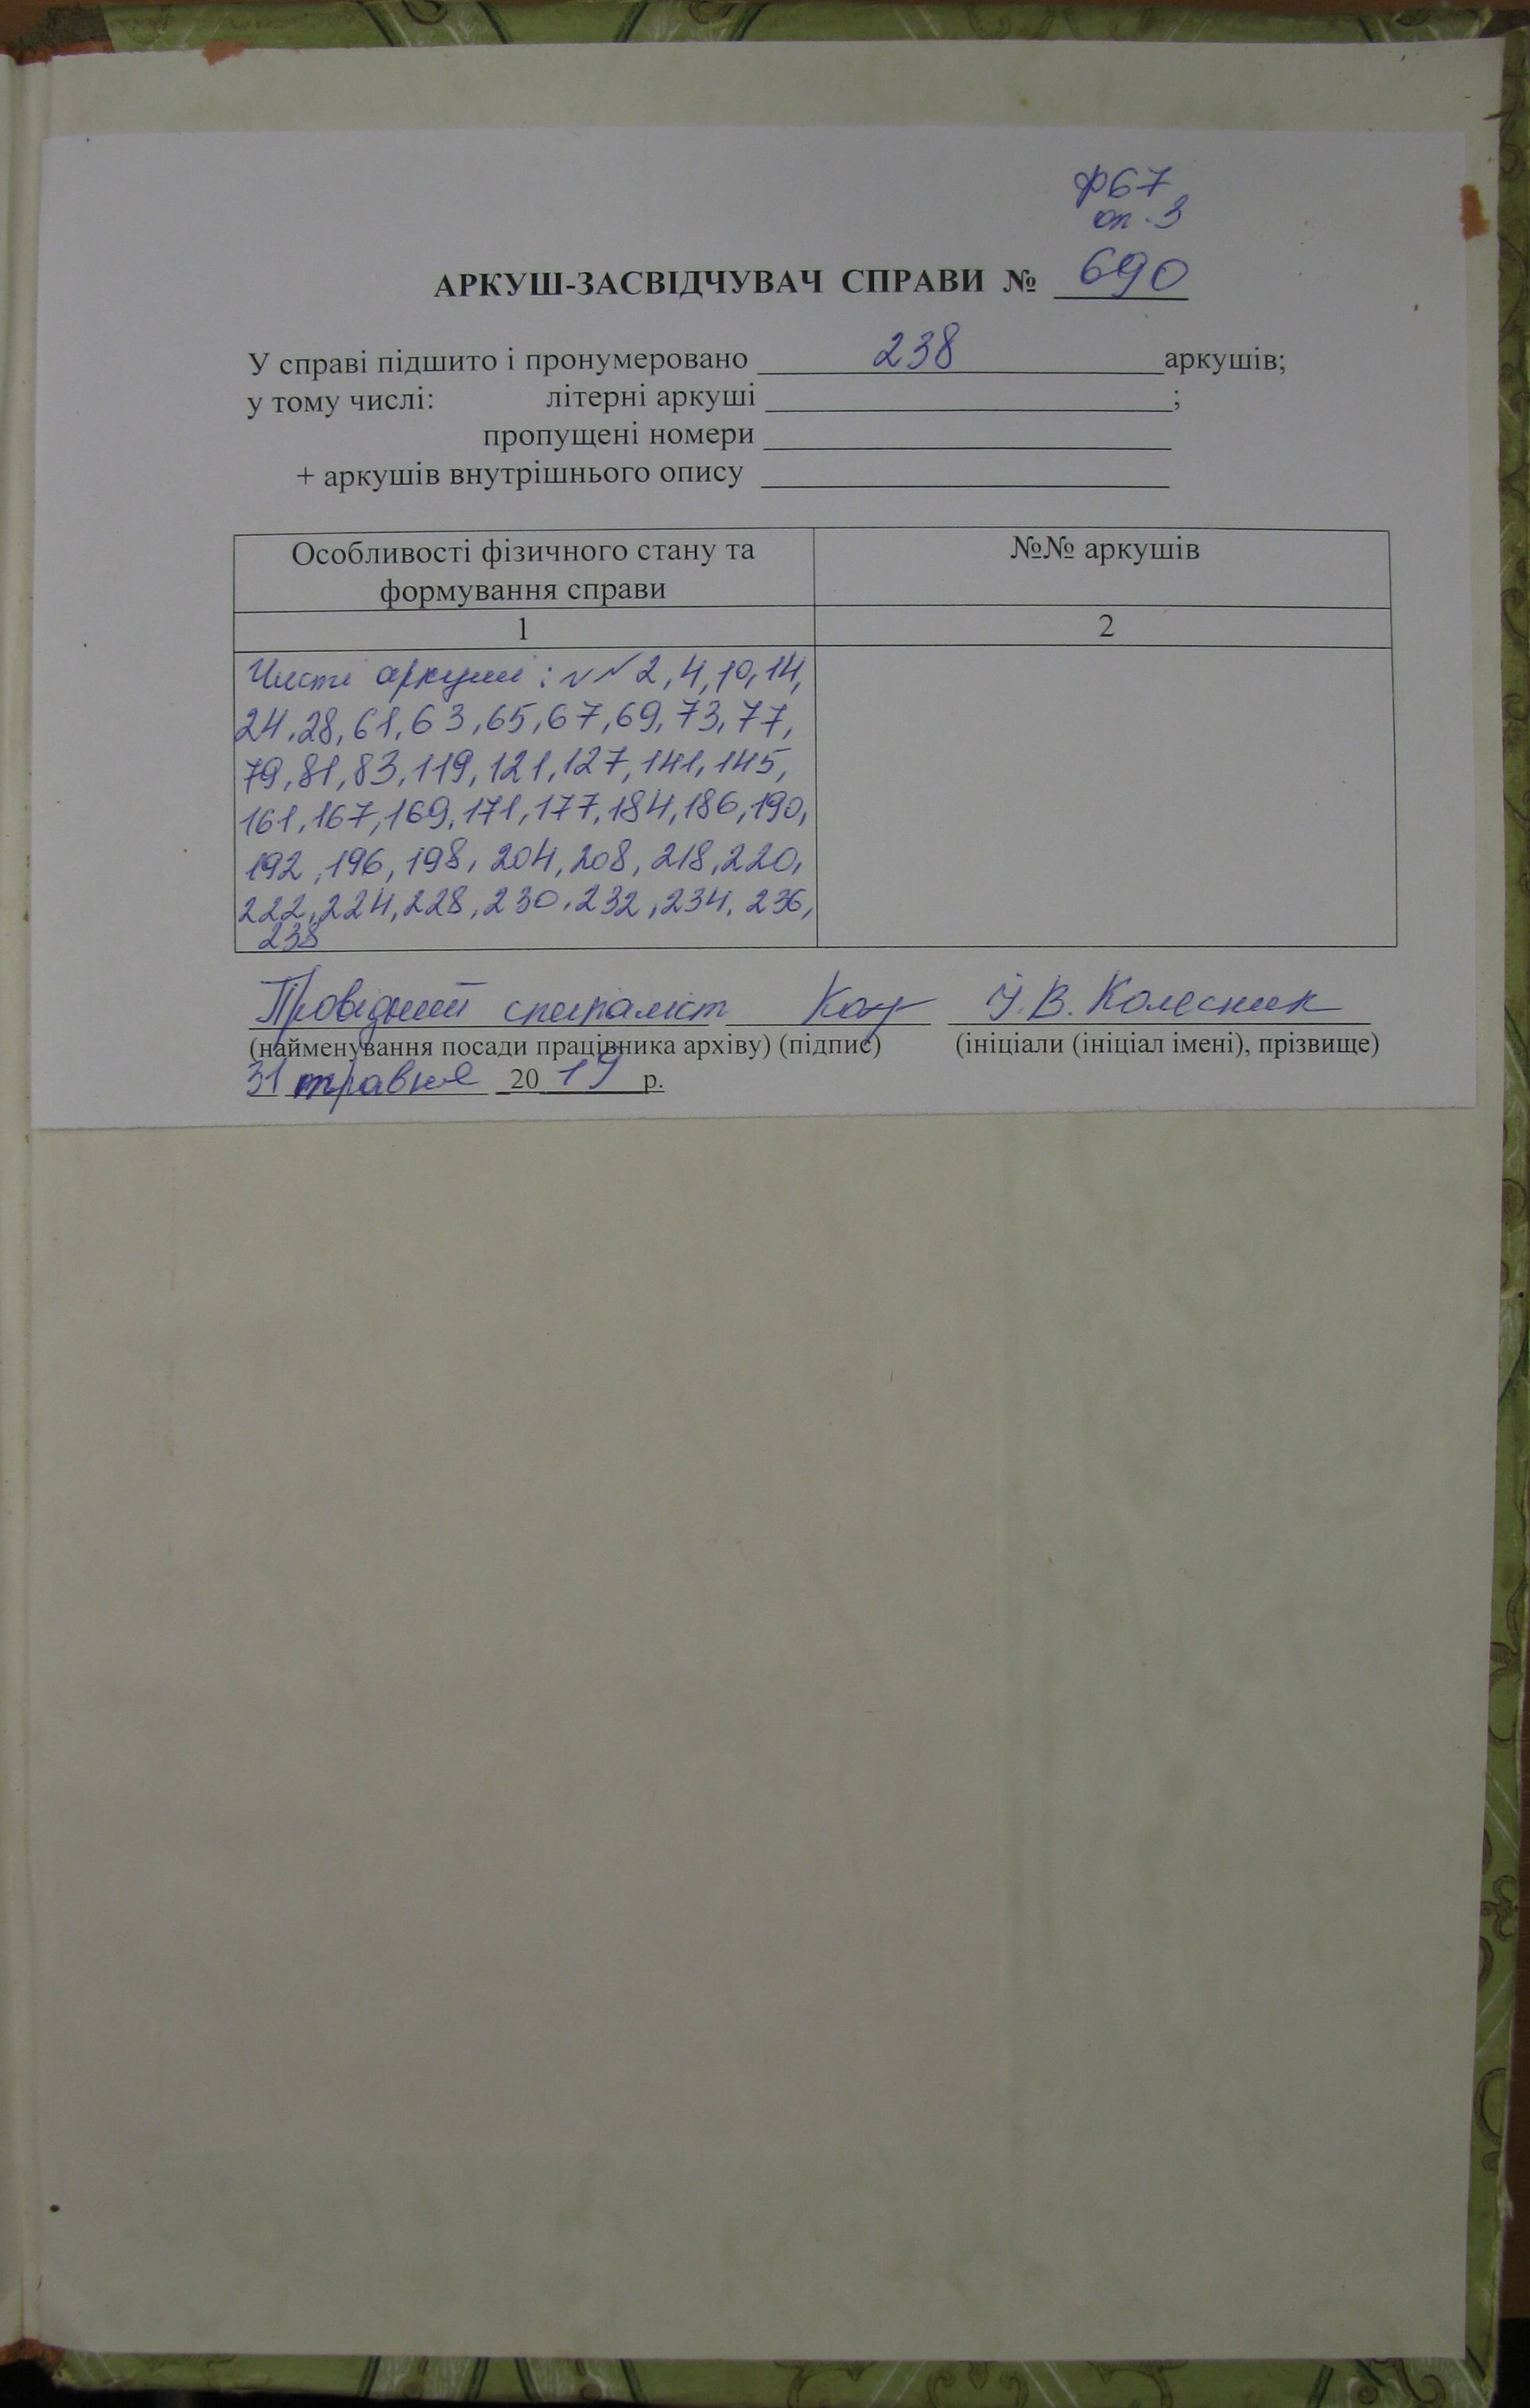 ф67
оп.3
АРКУШ-ЗАСВІДЧУВАЧ СПРАВИ № 690
У справі підшито і пронумеровано 238 аркушів;
у тому числі: літерні аркуші ;
пропущені номери
+ аркушів внутрішнього опису
Особливості фізичного стану та
формування справи
№№ аркушів
1
2
Чисті аркуші: №№ 2, 4, 10, 14,
24, 28, 61, 63, 65, 67, 69, 73, 77,
79, 81, 83, 119, 121, 127, 141, 145,
161, 167, 169, 171, 177, 184, 186, 190,
192, 196, 198, 204, 208, 218, 220,
222, 224, 228, 230, 232, 234, 236,
238
Провідний спеціаліст І.В. Колесник
(найменування посади працівника архіву) (підпис) (ініціали (ініціал імені), прізвище)
31 травня 2019 р.